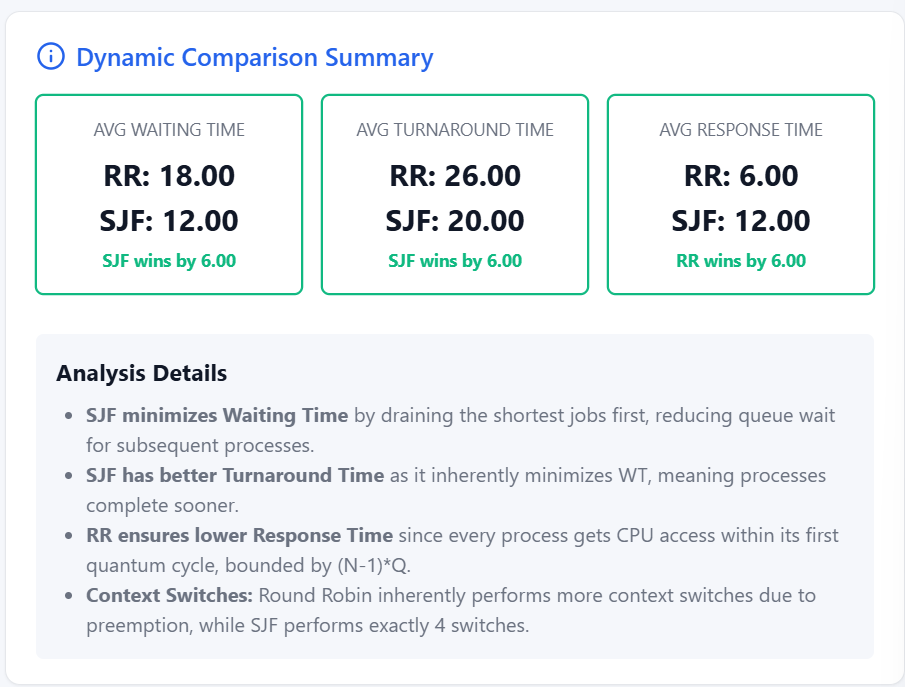 Dynamic Comparison Summary
AVG WAITING TIME
RR: 18.00
SJF: 12.00
SJF wins by 6.00
AVG TURNAROUND TIME
RR: 26.00
SJF: 20.00
SJF wins by 6.00
AVG RESPONSE TIME
RR: 6.00
SJF: 12.00
RR wins by 6.00
Analysis Details
• SJF minimizes Waiting Time by draining the shortest jobs first, reducing queue wait
for subsequent processes.
• SJF has better Turnaround Time as it inherently minimizes WT, meaning processes
complete sooner.
• RR ensures lower Response Time since every process gets CPU access within its first
quantum cycle, bounded by (N-1)*Q.
• Context Switches: Round Robin inherently performs more context switches due to
preemption, while SJF performs exactly 4 switches.